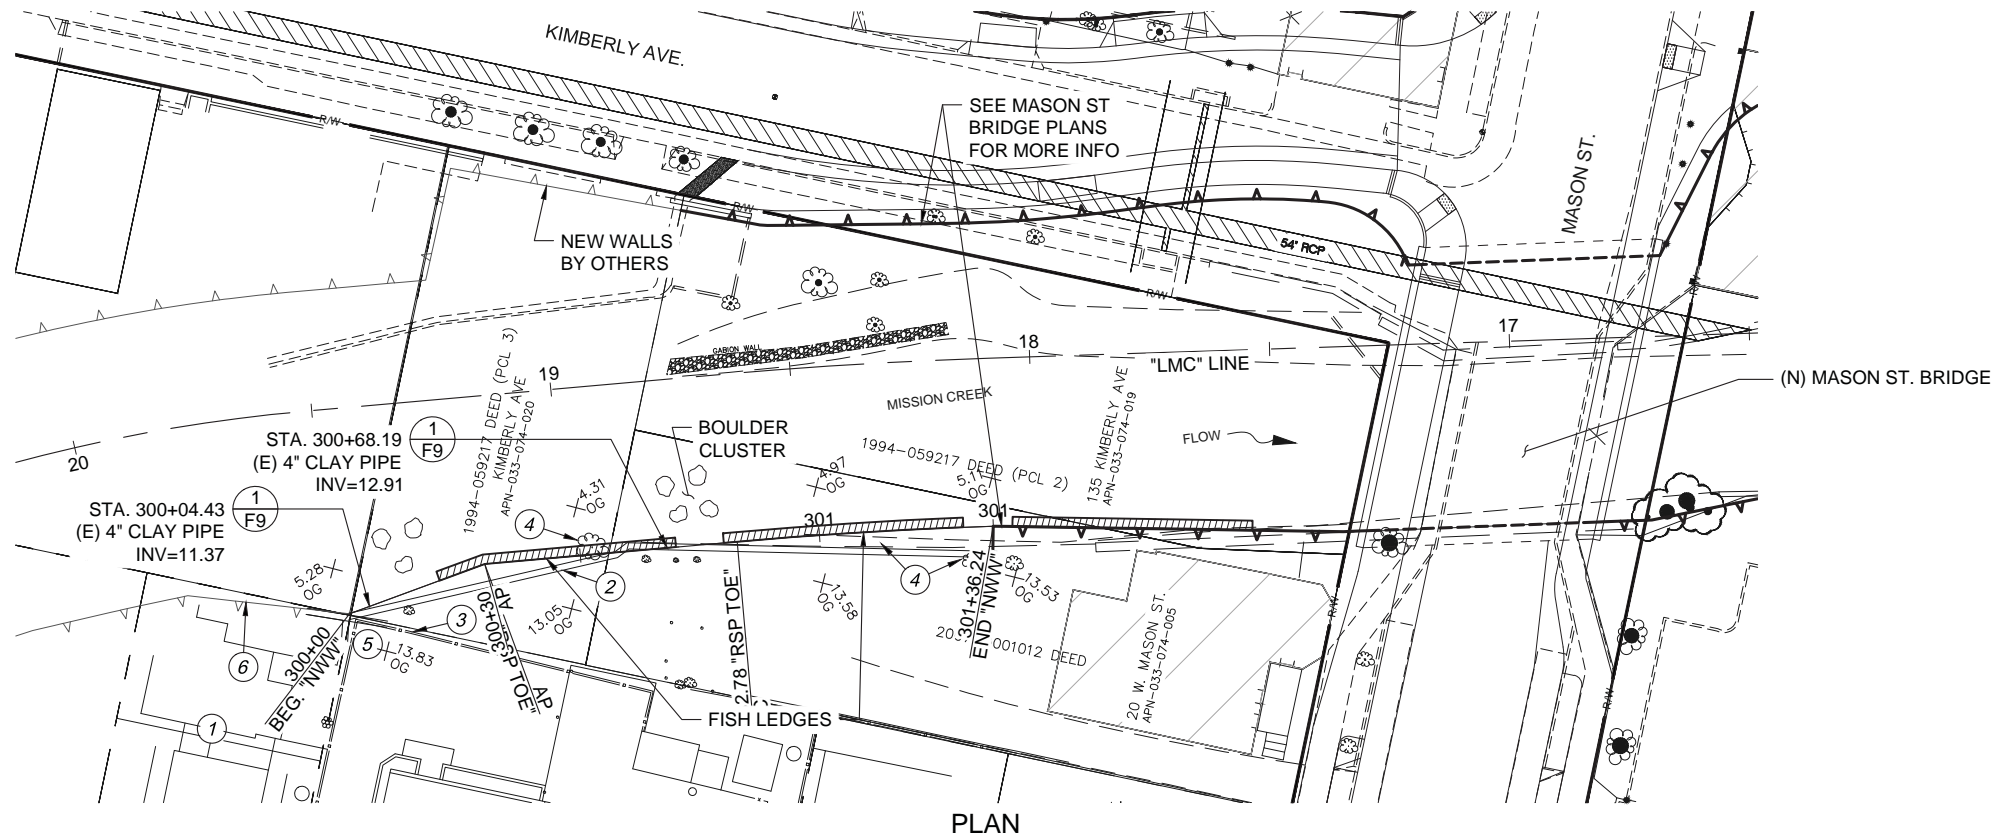 KIMBERLY AVE.
SEE MASON ST
BRIDGE PLANS
FOR MORE INFO
MASON ST.
R/W
R/W
NEW WALLS
BY OTHERS
54" RCP
R/W
R/W
GABION WALL
17
18
19
20
"LMC" LINE
(N) MASON ST. BRIDGE
MISSION CREEK
1994-059217 DEED (PCL 3)
KIMBERLY AVE
APN-033-074-020
135 KIMBERLY AVE
APN-033-074-019
1994-059217 DEED (PCL 2)
FLOW
BOULDER
CLUSTER
STA. 300+68.19
(E) 4" CLAY PIPE
INV=12.91
1
F9
STA. 300+04.43
(E) 4" CLAY PIPE
INV=11.37
1
F9
4.31
OG
4.97
OG
5.11
OG
301
301
4
2
4
3
5
6
1
5.28
OG
13.05
OG
13.58
OG
13.53
OG
13.83
OG
300+00
BEG. "NWW"
300+30
AP
AP
2.78 "RSP TOE"
301+36.24
END "NWW"
001012 DEED
20 W. MASON ST.
APN-033-074-005
R/W
R/W
FISH LEDGES
PLAN